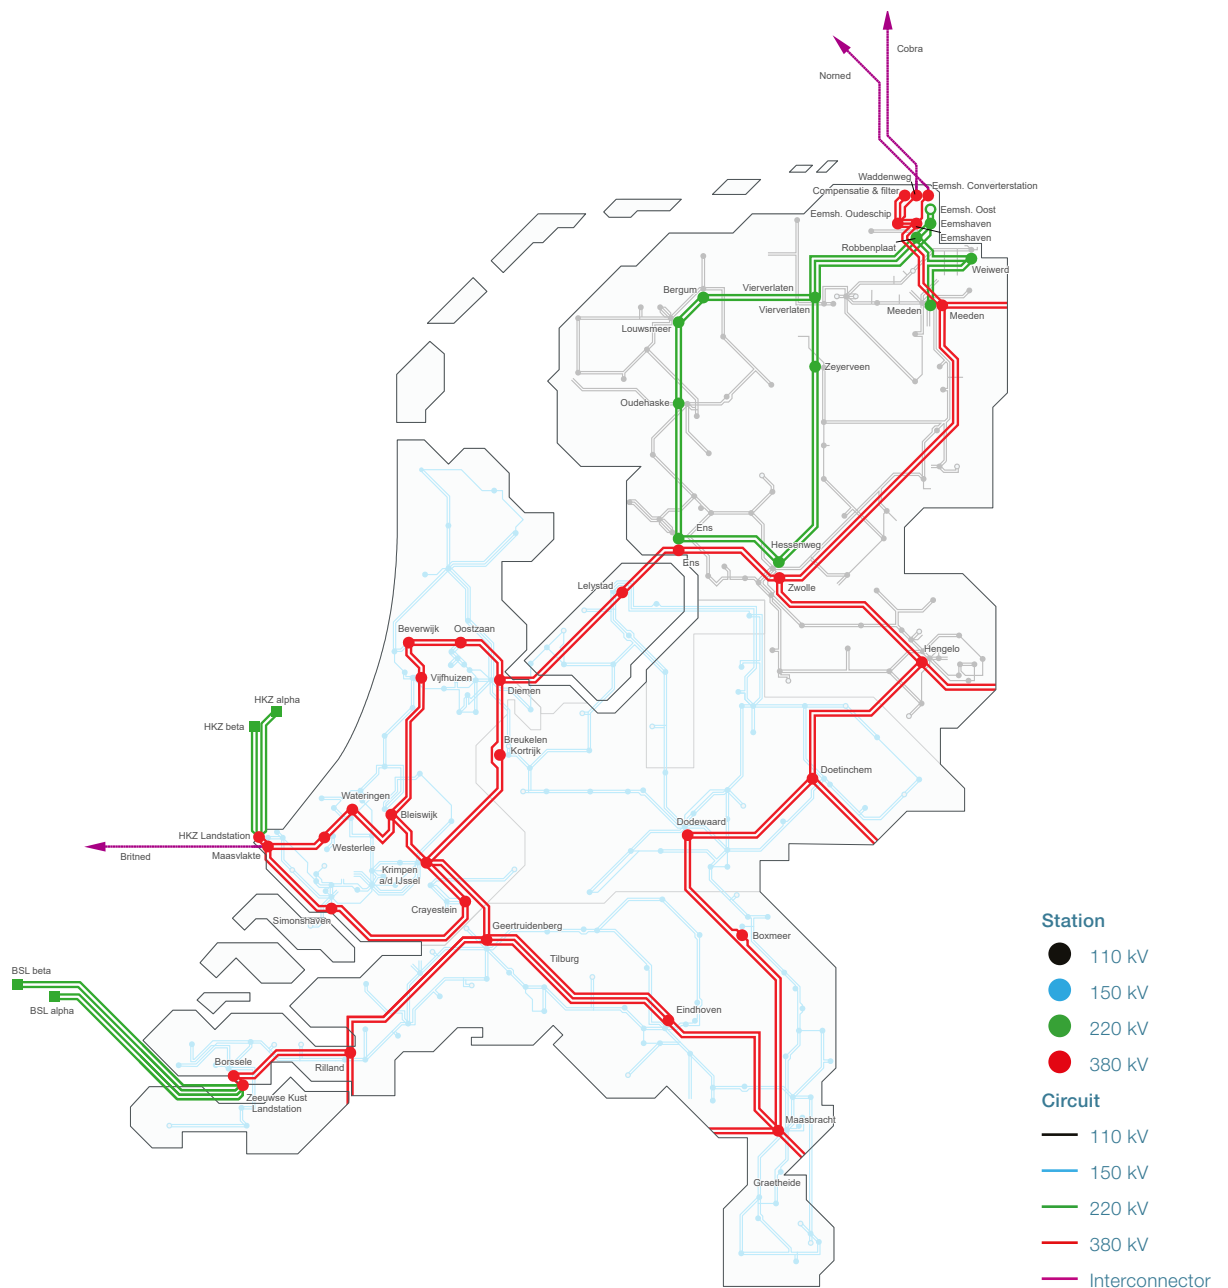 Cobra
Norned
Waddenweg
Compensatie & filter
Eemsh. Converterstation
Eemsh. Oost
Eemsh. Oudeschip
Eemshaven
Eemshaven
Robbenplaat
Weiwerd
Bergum
Vierverlaten
Vierverlaten
Meeden
Meeden
Louwsmeer
Zeyerveen
Oudehaske
Ens
Hessenweg
Ens
Lelystad
Zwolle
Beverwijk
Oostzaan
Hengelo
Vijfhuizen
Diemen
HKZ alpha
HKZ beta
Breukelen
Kortrijk
Doetinchem
Wateringen
Bleiswijk
Dodewaard
HKZ Landstation
Westerlee
Maasvlakte
Britned
Krimpen
a/d IJssel
Crayestein
Simonshaven
Geertruidenberg
Boxmeer
Tilburg
BSL beta
BSL alpha
Eindhoven
Borssele
Rilland
Zeeuwse Kust
Landstation
Maasbracht
Graetheide
Station
110 kV
150 kV
220 kV
380 kV
Circuit
110 kV
150 kV
220 kV
380 kV
Interconnector